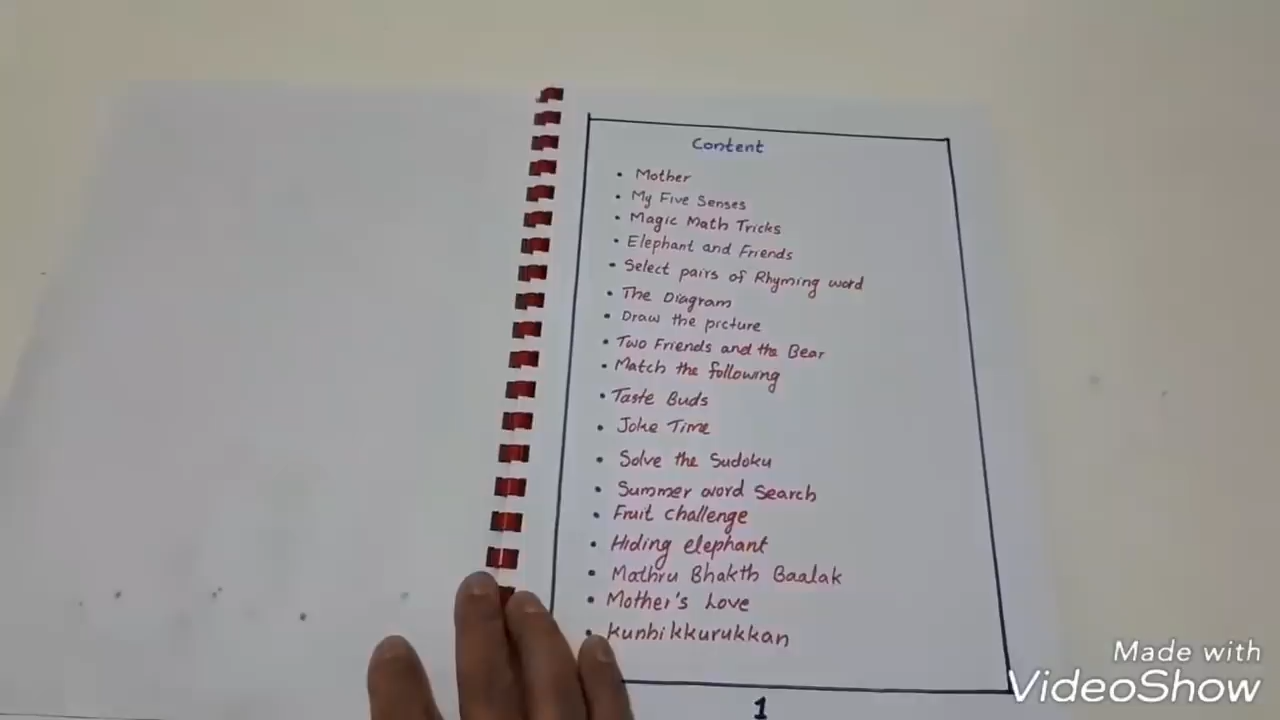 Content
• Mother
• My Five Senses
• Magic Math Tricks
• Elephant and Friends
• Select pairs of Rhyming word
• The Diagram
• Draw the picture
• Two Friends and the Bear
• Match the following
• Taste Buds
• Joke Time
• Solve the Sudoku
• Summer word Search
• Fruit challenge
• Hiding elephant
• Mathru Bhakth Baalak
• Mother's Love
• Kunhikkurukkan
1
Made with
VideoShow